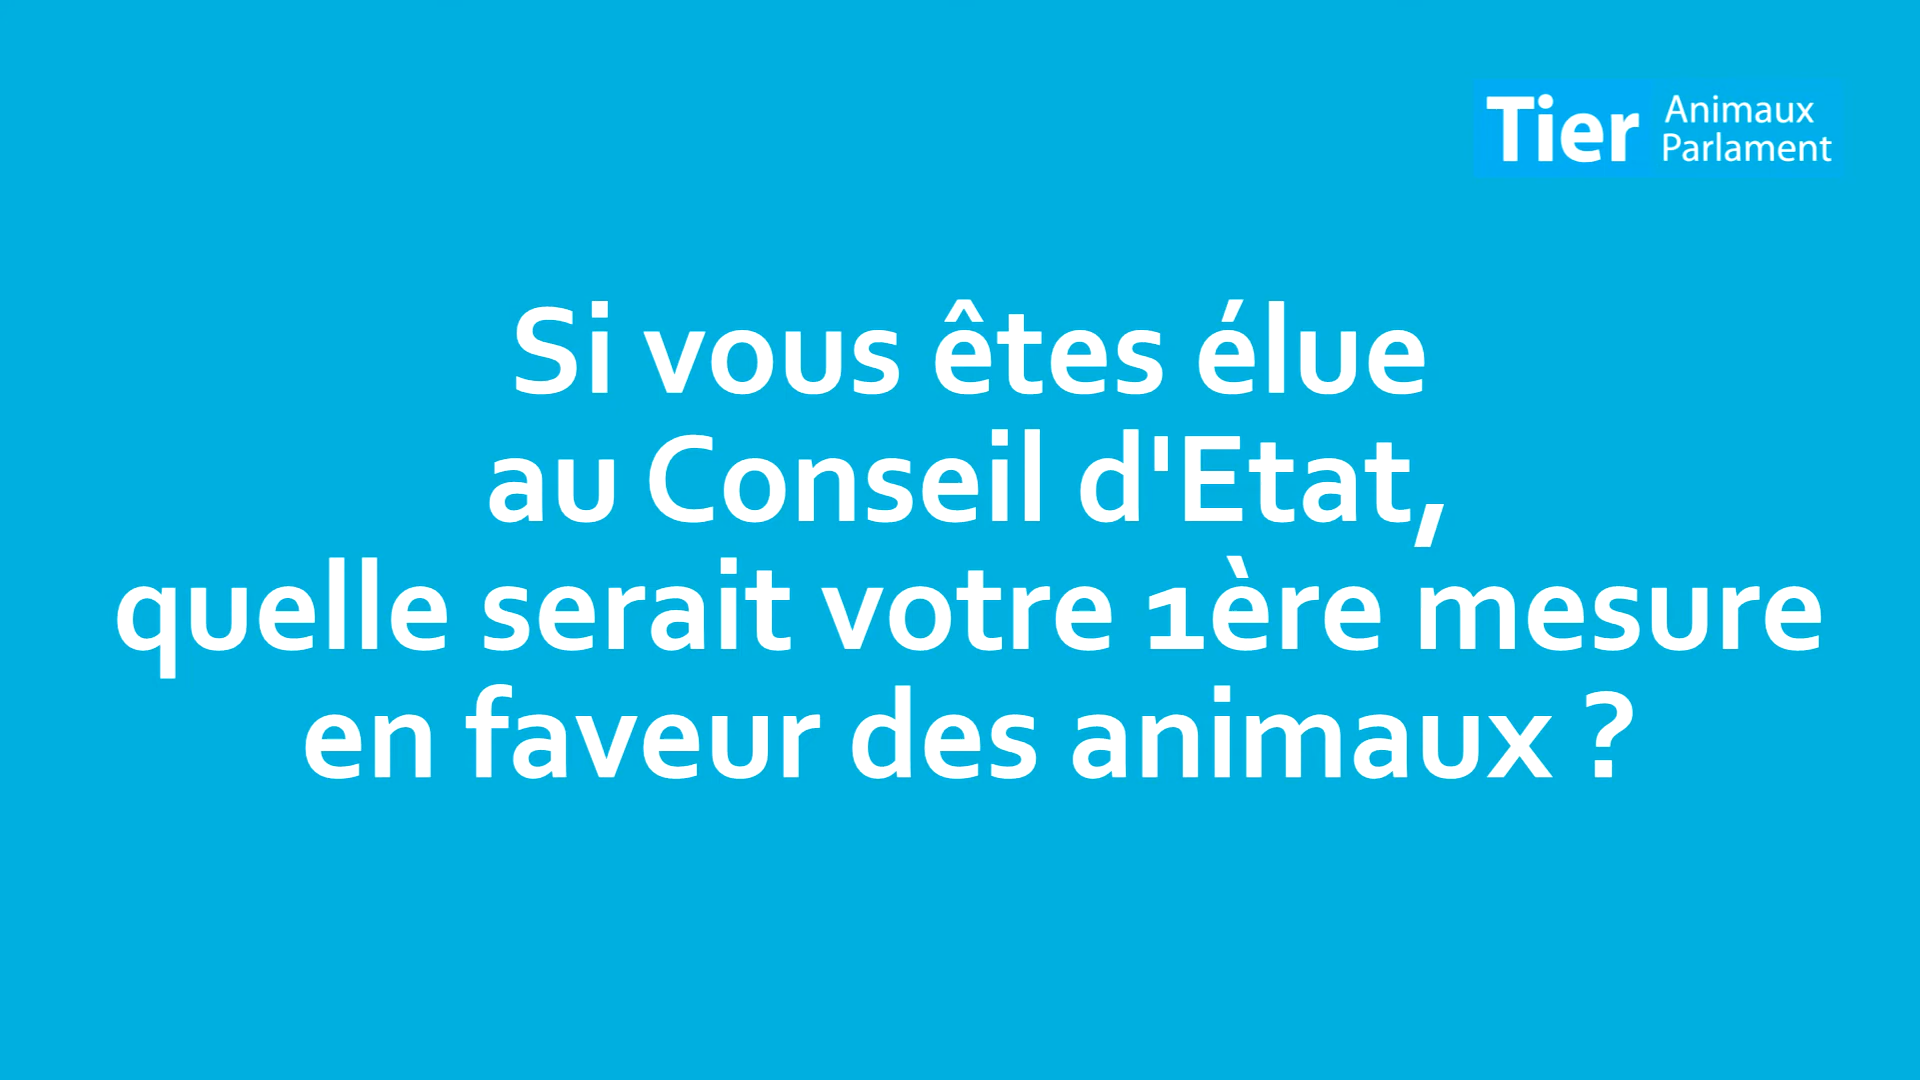 Tier Animaux
Parlament
Si vous êtes élue
au Conseil d'Etat,
quelle serait votre 1ère mesure
en faveur des animaux ?